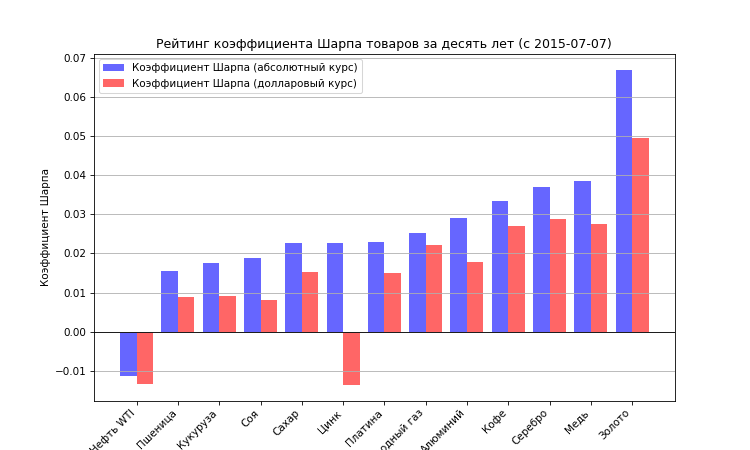 Рейтинг коэффициента Шарпа товаров за десять лет (с 2015-07-07)
Коэффициент Шарпа (абсолютный курс)
Коэффициент Шарпа (долларовый курс)
Коэффициент Шарпа
0.07
0.06
0.05
0.04
0.03
0.02
0.01
0.00
−0.01
Нефть WTI
Пшеница
Кукуруза
Соя
Сахар
Цинк
Платина
газ
Алюминий
Кофе
Серебро
Медь
Золото